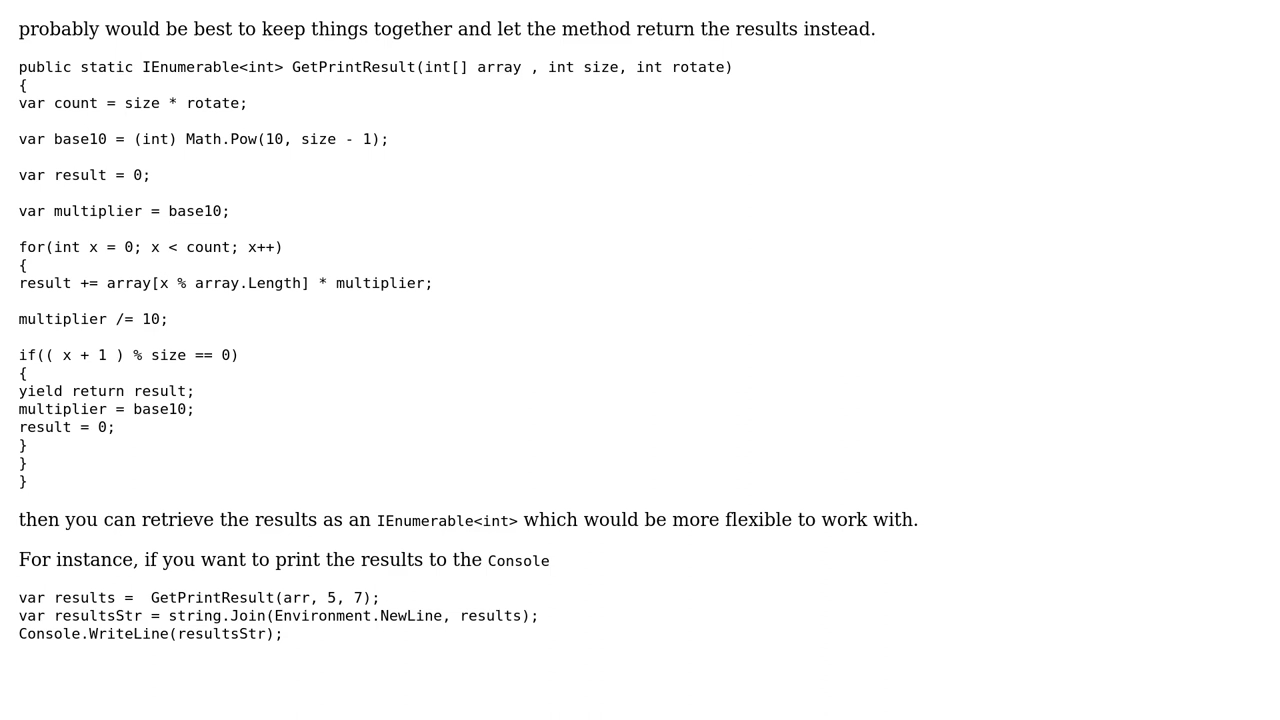 probably would be best to keep things together and let the method return the results instead.
public static IEnumerable<int> GetPrintResult(int[] array , int size, int rotate)
{
var count = size * rotate;
var base10 = (int) Math.Pow(10, size - 1);
var result = 0;
var multiplier = base10;
for(int x = 0; x < count; x++)
{
result += array[x % array.Length] * multiplier;
multiplier /= 10;
if(( x + 1 ) % size == 0)
{
yield return result;
multiplier = base10;
result = 0;
}
}
}
then you can retrieve the results as an IEnumerable<int> which would be more flexible to work with.
For instance, if you want to print the results to the Console
var results =  GetPrintResult(arr, 5, 7);
var resultsStr = string.Join(Environment.NewLine, results);
Console.WriteLine(resultsStr);